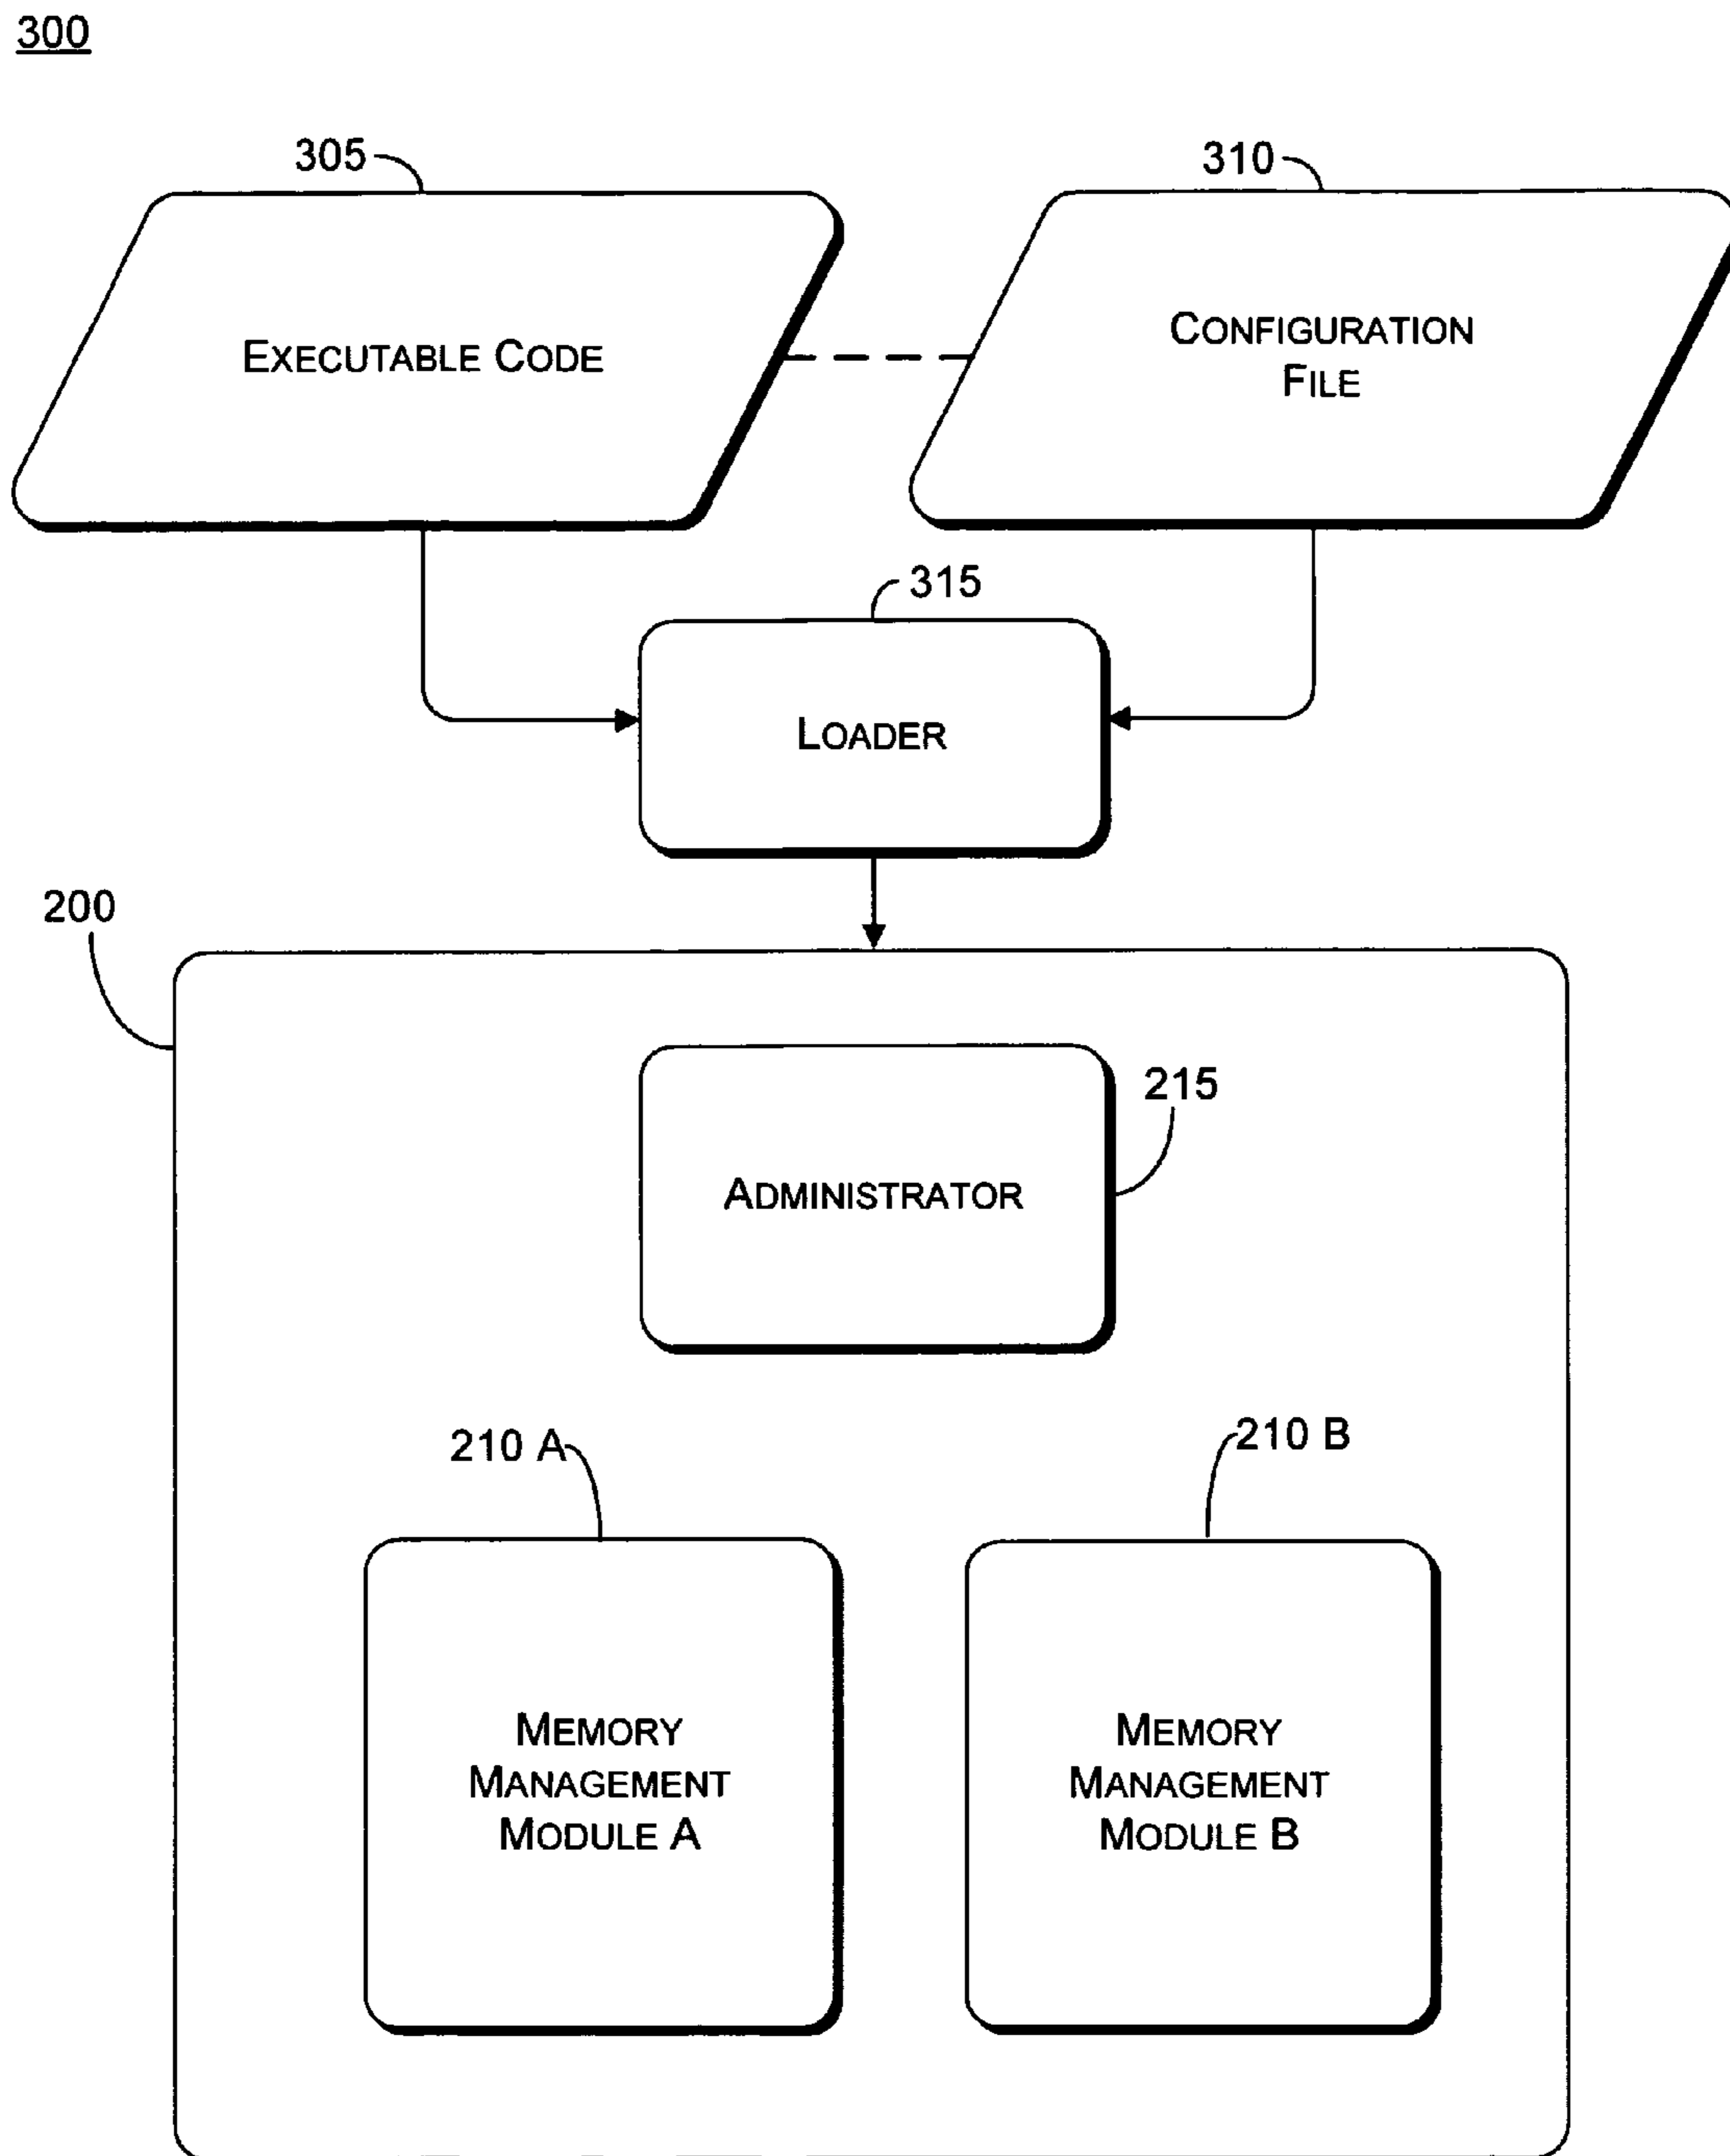 300
305
310
EXECUTABLE CODE
CONFIGURATION
FILE
315
LOADER
200
215
ADMINISTRATOR
210 A
210 B
MEMORY
MANAGEMENT
MODULE A
MEMORY
MANAGEMENT
MODULE B